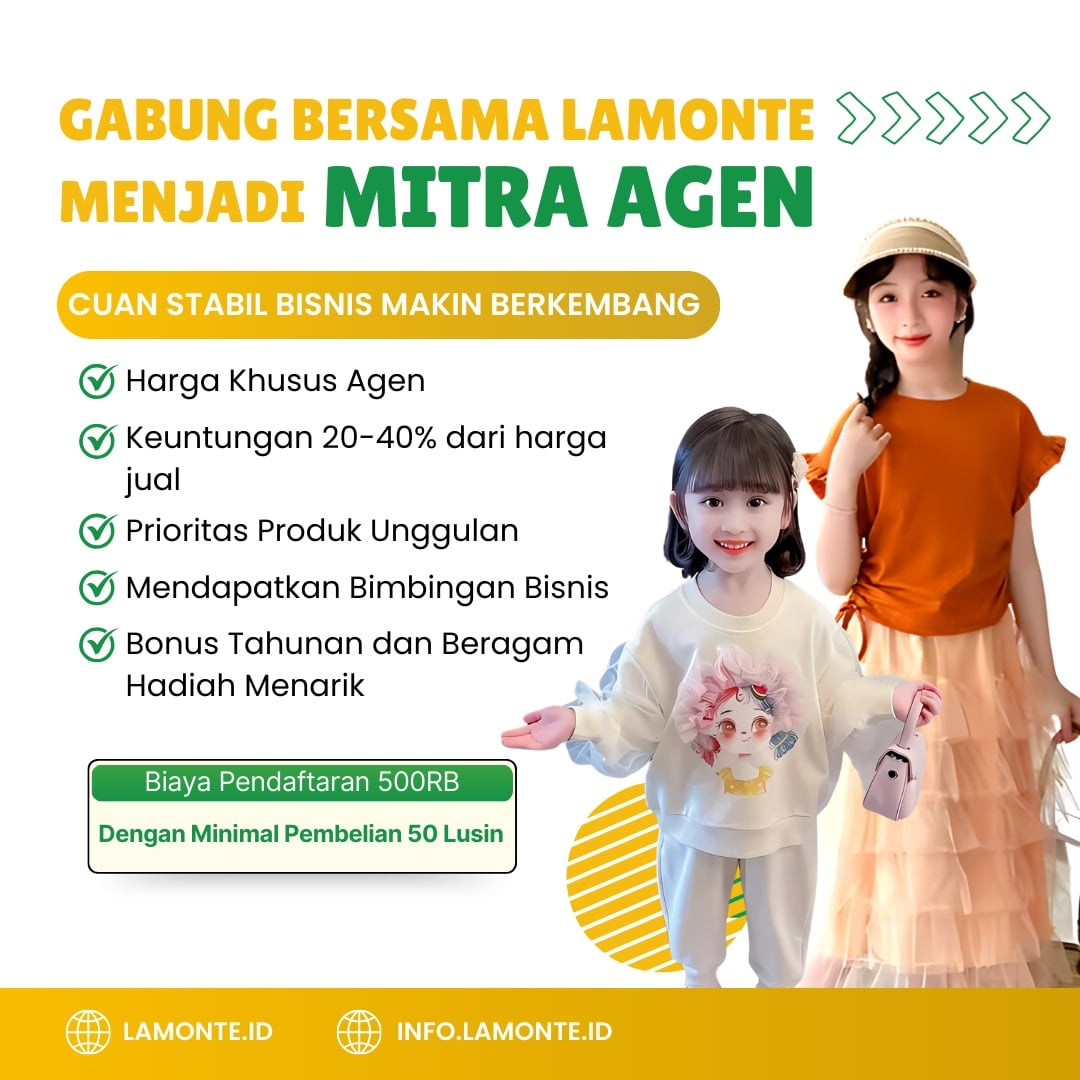 GABUNG BERSAMA LAMONTE
MENJADI MITRA AGEN
CUAN STABIL BISNIS MAKIN BERKEMBANG
Harga Khusus Agen
Keuntungan 20-40% dari harga
jual
Prioritas Produk Unggulan
Mendapatkan Bimbingan Bisnis
Bonus Tahunan dan Beragam
Hadiah Menarik
Biaya Pendaftaran 500RB
Dengan Minimal Pembelian 50 Lusin
LAMONTE.ID
INFO.LAMONTE.ID